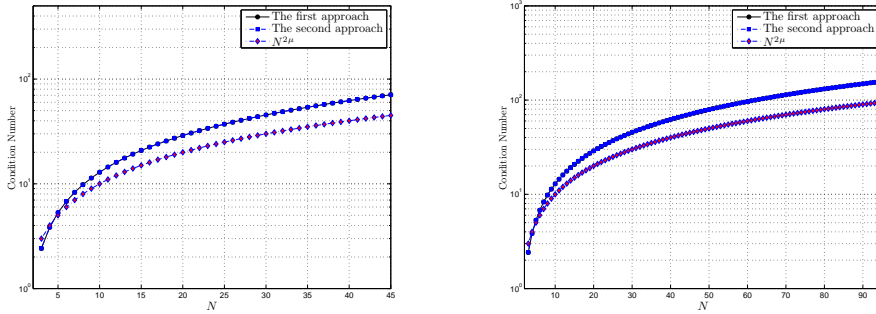 The first approach
The second approach
N^{2μ}
Condition Number
10^2
10^1
10^0
5 10 15 20 25 30 35 40 45
N
The first approach
The second approach
N^{2μ}
Condition Number
10^3
10^2
10^1
10^0
10 20 30 40 50 60 70 80 90
N